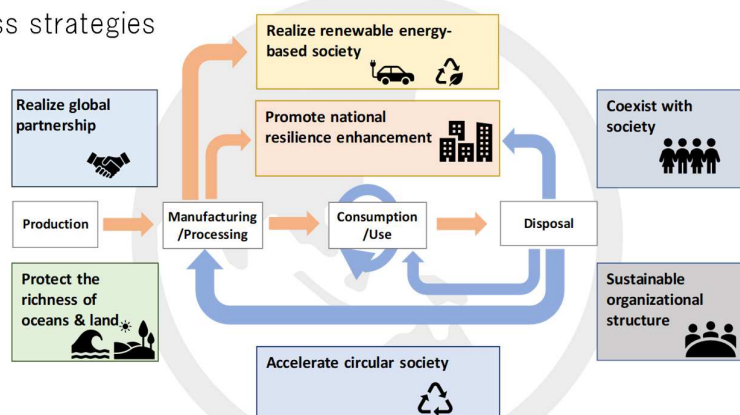 ss strategies
Realize renewable energy-
based society
Realize global
partnership
Promote national
resilience enhancement
Coexist with
society
Production
Manufacturing
/Processing
Consumption
/Use
Disposal
Protect the
richness of
oceans & land
Sustainable
organizational
structure
Accelerate circular society